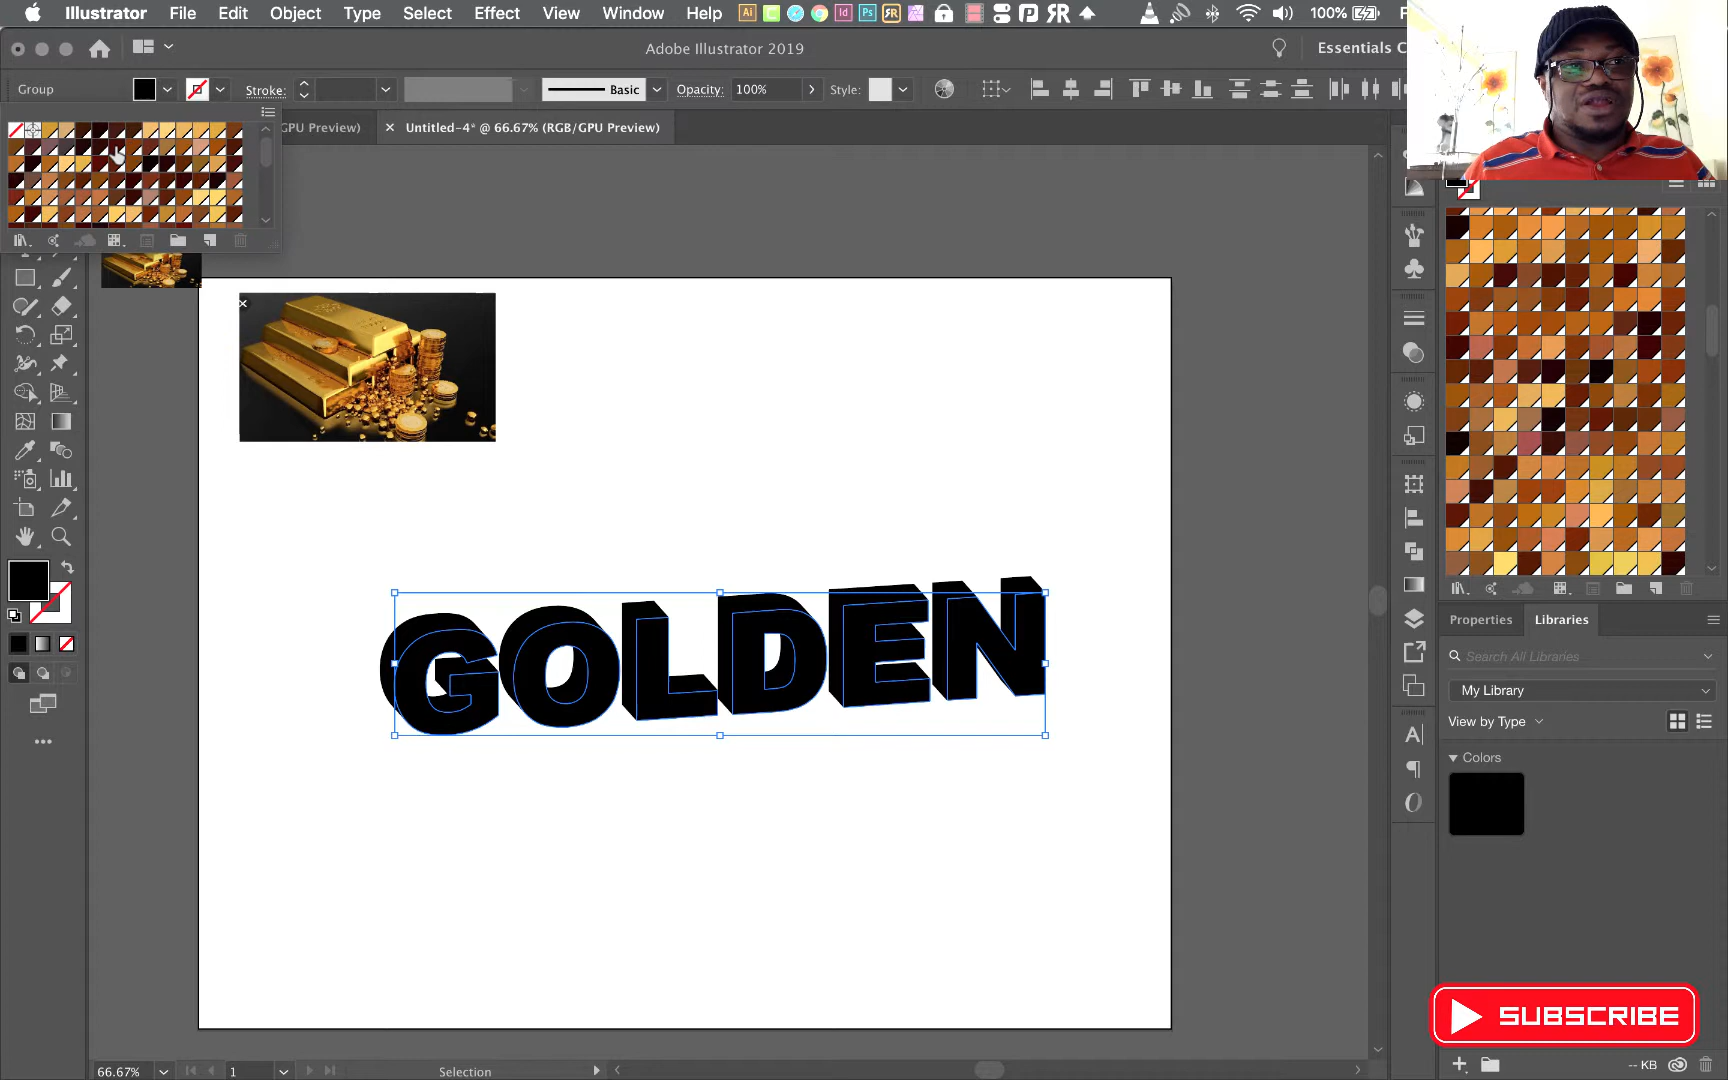 Illustrator File Edit Object Type Select Effect View Window Help 100%
Adobe Illustrator 2019
Essentials C
Group Stroke: Basic Opacity: 100% Style:
GPU Preview) × Untitled-4* @ 66.67% (RGB/GPU Preview)
GOLDEN
Properties Libraries
Search All Libraries
My Library
View by Type
Colors
SUBSCRIBE
66.67% 1 Selection
-- KB